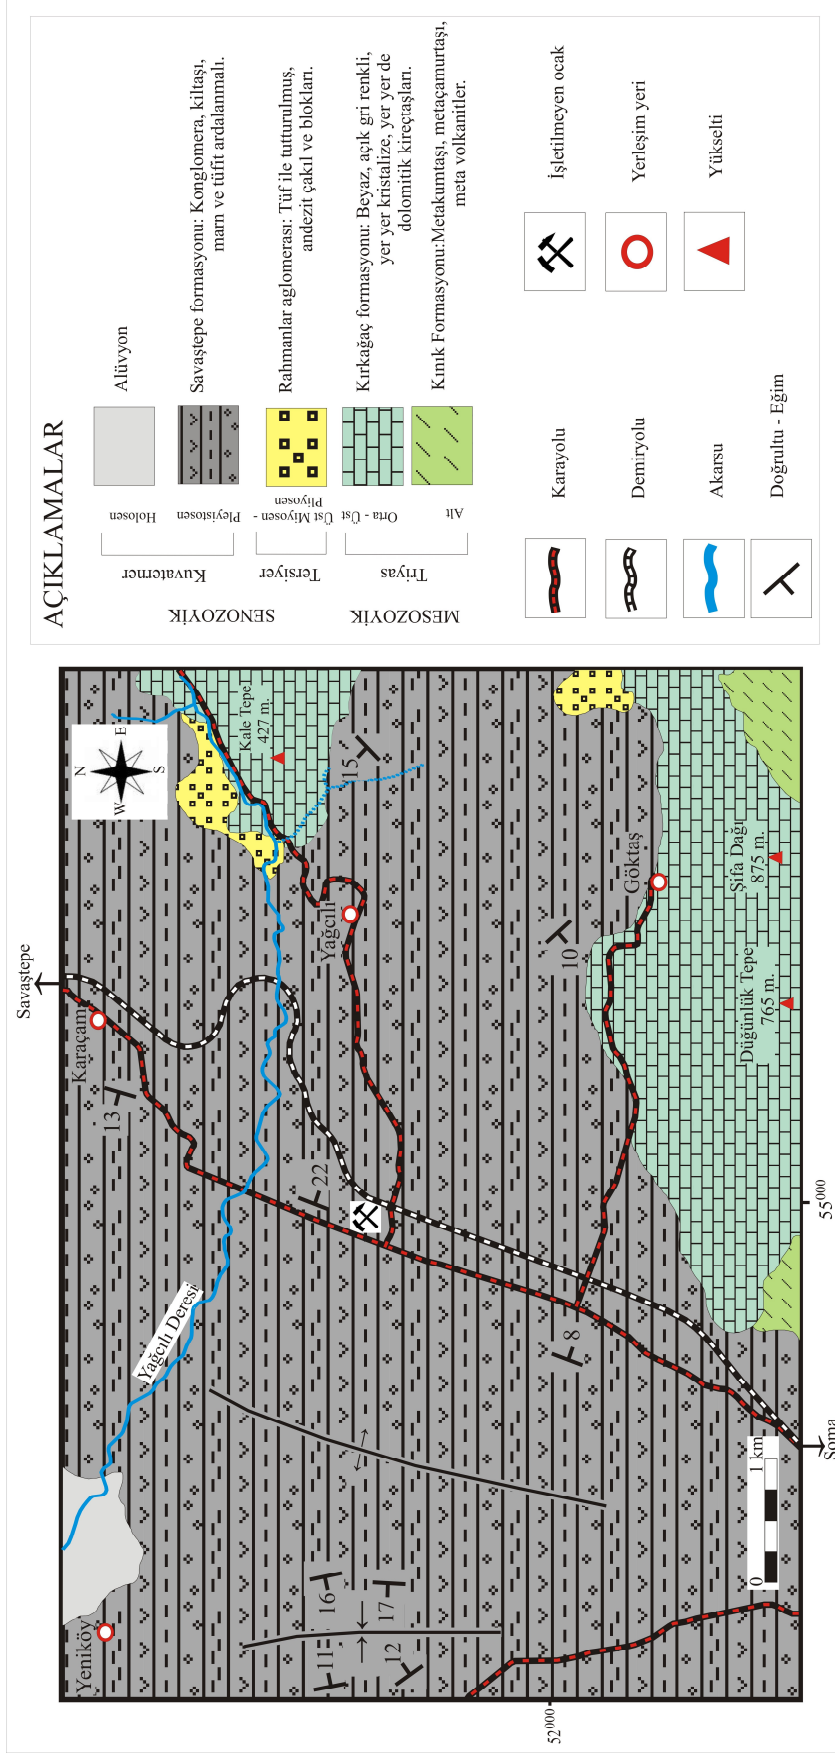 AÇIKLAMALAR
SENOZOYİK
MESOZOYİK
Kuvaterner
Tersiyer
Triyas
Holosen
Pleyistosen
Üst Miyosen -
Pliyosen
Orta - Üst
Alt
Alüvyon
Savaştepe formasyonu: Konglomera, kiltaşı,
marn ve tüfit ardalanmalı.
Rahmanlar aglomerası: Tüf ile tutturulmuş,
andezit çakıl ve blokları.
Kırkağaç formasyonu: Beyaz, açık gri renkli,
yer yer kristalize, yer yer de
dolomitik kireçtaşları.
Kınık Formasyonu:Metakumtaşı, metaçamurtaşı,
meta volkanitler.
Karayolu
Demiryolu
Akarsu
Doğrultu - Eğim
İşletilmeyen ocak
Yerleşim yeri
Yükselti
Savaştepe
N
E
S
W
Karaçam
Kale Tepe
427 m.
Yağcıllı
Yağcılı Deresi
Yeniköy
Göktaş
Şifa Dağı
875 m.
Düğünlük Tepe
765 m.
13
15
22
10
8
16
17
11
12
0
1 km
Soma
55000
52000